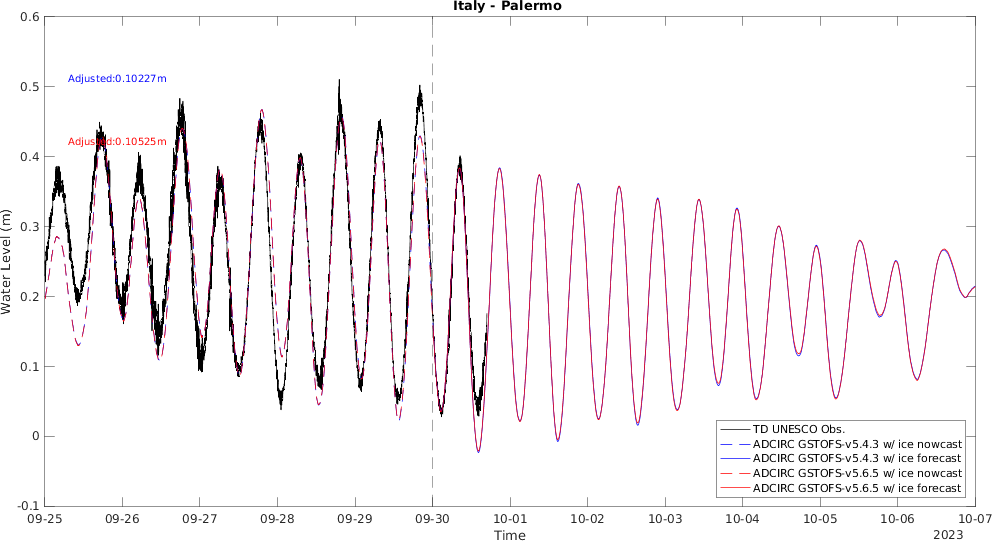 Italy - Palermo
0.6
0.5
0.4
0.3
0.2
0.1
0
-0.1
Water Level (m)
Adjusted:0.10227m
Adjusted:0.10525m
TD UNESCO Obs.
ADCIRC GSTOFS-v5.4.3 w/ ice nowcast
ADCIRC GSTOFS-v5.4.3 w/ ice forecast
ADCIRC GSTOFS-v5.6.5 w/ ice nowcast
ADCIRC GSTOFS-v5.6.5 w/ ice forecast
09-25 09-26 09-27 09-28 09-29 09-30 10-01 10-02 10-03 10-04 10-05 10-06 10-07
Time
2023